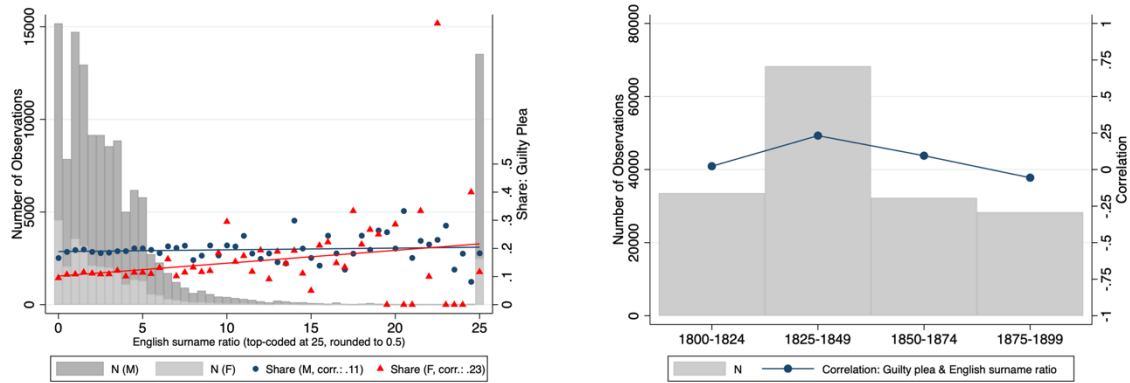 15000
10000
5000
0
Number of Observations
.5
.4
.3
.2
.1
0
Share: Guilty Plea
0 5 10 15 20 25
English surname ratio (top-coded at 25, rounded to 0.5)
N (M) N (F) Share (M, corr.: .11) Share (F, corr.: .23)
80000
60000
40000
20000
0
Number of Observations
1
.75
.5
.25
0
-.25
-.5
-.75
-1
Correlation
1800-1824 1825-1849 1850-1874 1875-1899
N Correlation: Guilty plea & English surname ratio